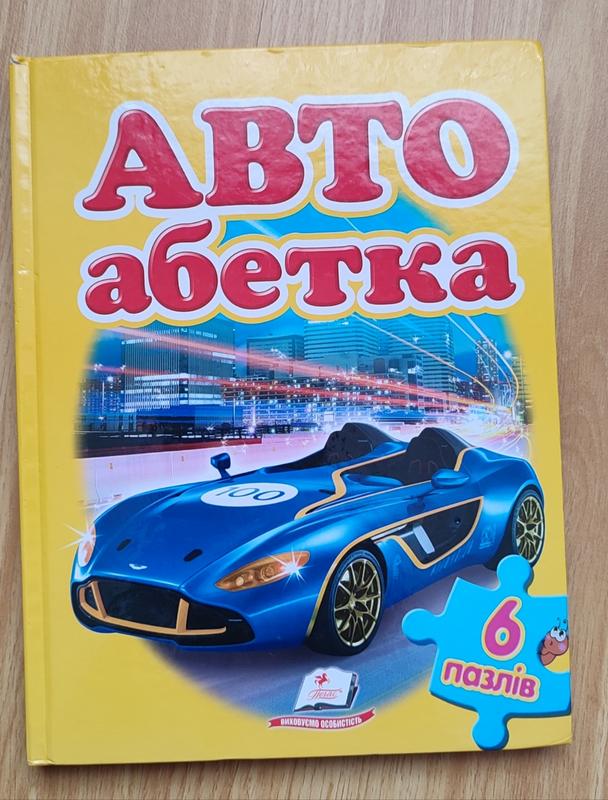 АВТО
абетка
100
6
пазлів
Пегас
ВИХОВУЄМО ОСОБИСТІСТЬ